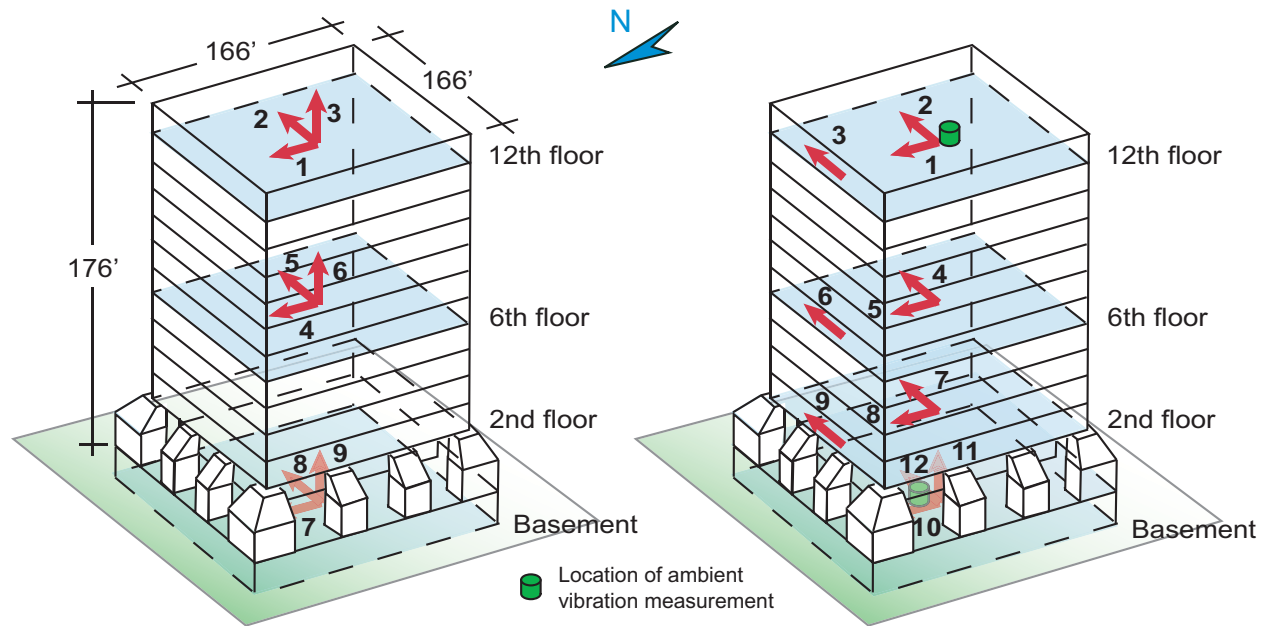 N
166’
166’
176’
2
3
1
12th floor
5
6
4
6th floor
2nd floor
8
9
7
Basement
3
2
1
12th floor
6
4
5
6th floor
9
7
8
2nd floor
12
11
10
Basement
Location of ambient
vibration measurement